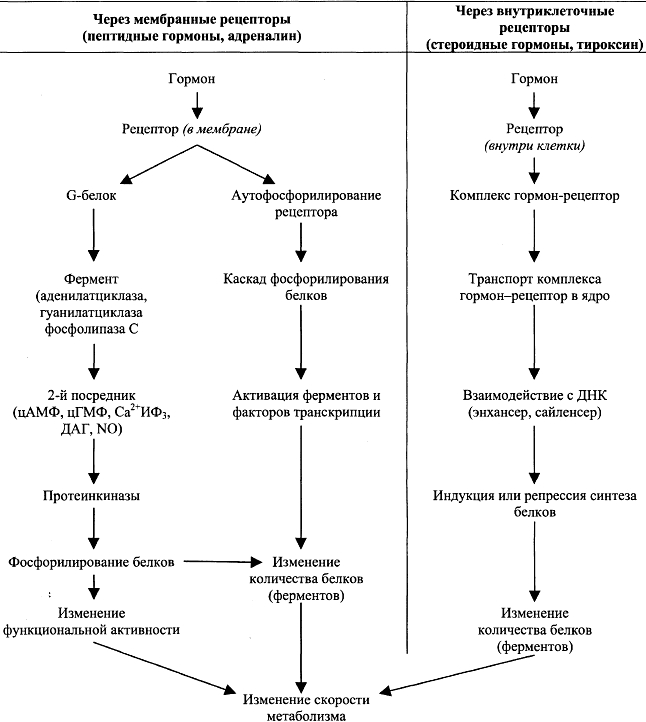 Через мембранные рецепторы
(пептидные гормоны, адреналин)
Через внутриклеточные
рецепторы
(стероидные гормоны, тироксин)
Гормон
Рецептор (в мембране)
G-белок
Фермент
(аденилатциклаза,
гуанилатциклаза
фосфолипаза С
2-й посредник
(цАМФ, цГМФ, Ca²⁺ИФ₃,
ДАГ, NO)
Протеинкиназы
Фосфорилирование белков
Изменение
функциональной активности
Аутофосфорилирование
рецептора
Каскад фосфорилирования
белков
Активация ферментов и
факторов транскрипции
Изменение
количества белков
(ферментов)
Гормон
Рецептор
(внутри клетки)
Комплекс гормон-рецептор
Транспорт комплекса
гормон–рецептор в ядро
Взаимодействие с ДНК
(энхансер, сайленсер)
Индукция или репрессия синтеза
белков
Изменение
количества белков
(ферментов)
Изменение скорости
метаболизма